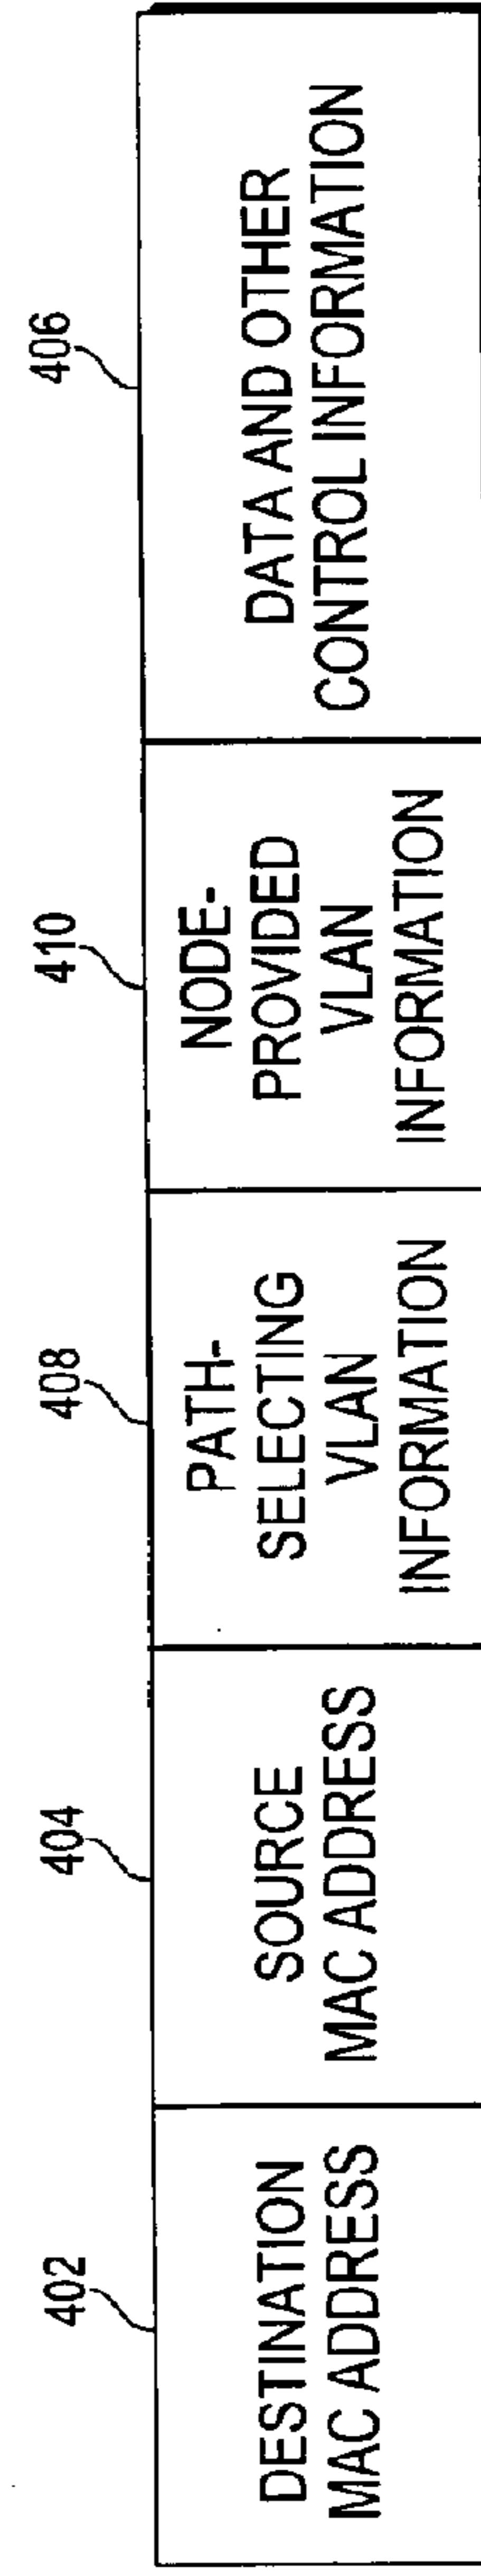 402
DESTINATION
MAC ADDRESS
404
SOURCE
MAC ADDRESS
408
PATH-
SELECTING
VLAN
INFORMATION
410
NODE-
PROVIDED
VLAN
INFORMATION
406
DATA AND OTHER
CONTROL INFORMATION